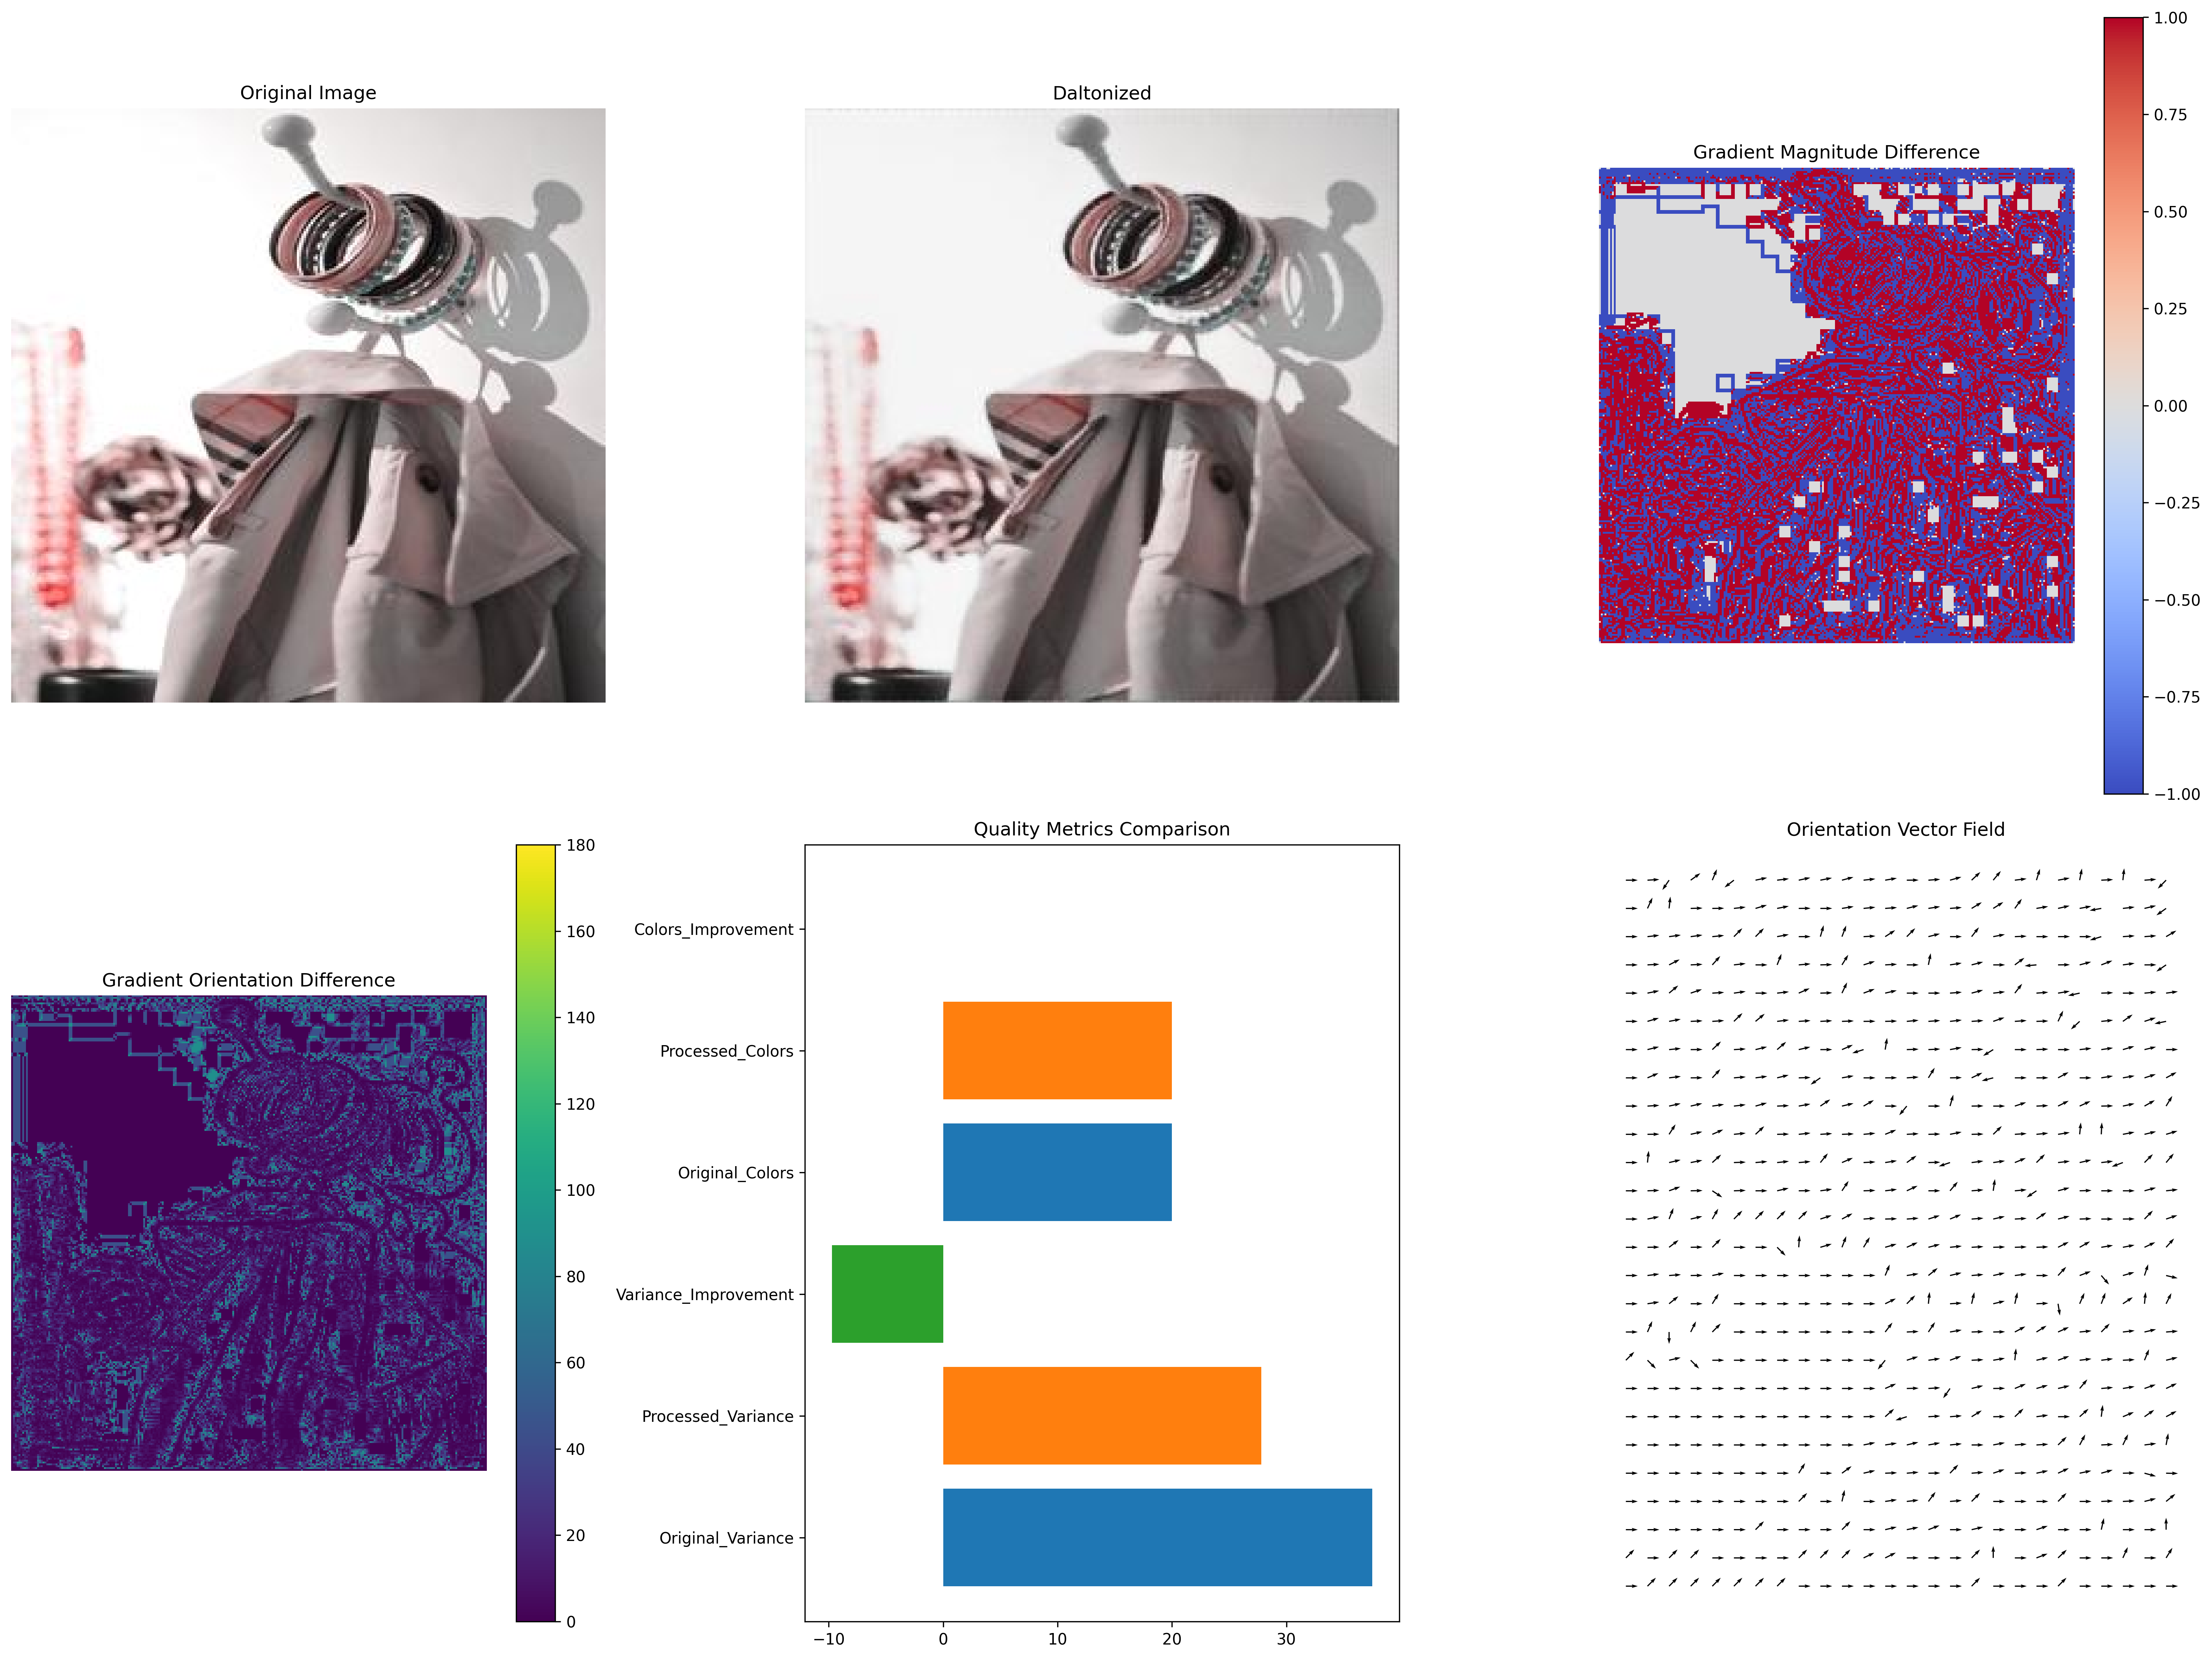 Original Image
Daltonized
Gradient Magnitude Difference
1.00
0.75
0.50
0.25
0.00
−0.25
−0.50
−0.75
−1.00
Gradient Orientation Difference
180
160
140
120
100
80
60
40
20
0
Quality Metrics Comparison
Colors_Improvement
Processed_Colors
Original_Colors
Variance_Improvement
Processed_Variance
Original_Variance
−10 0 10 20 30
Orientation Vector Field